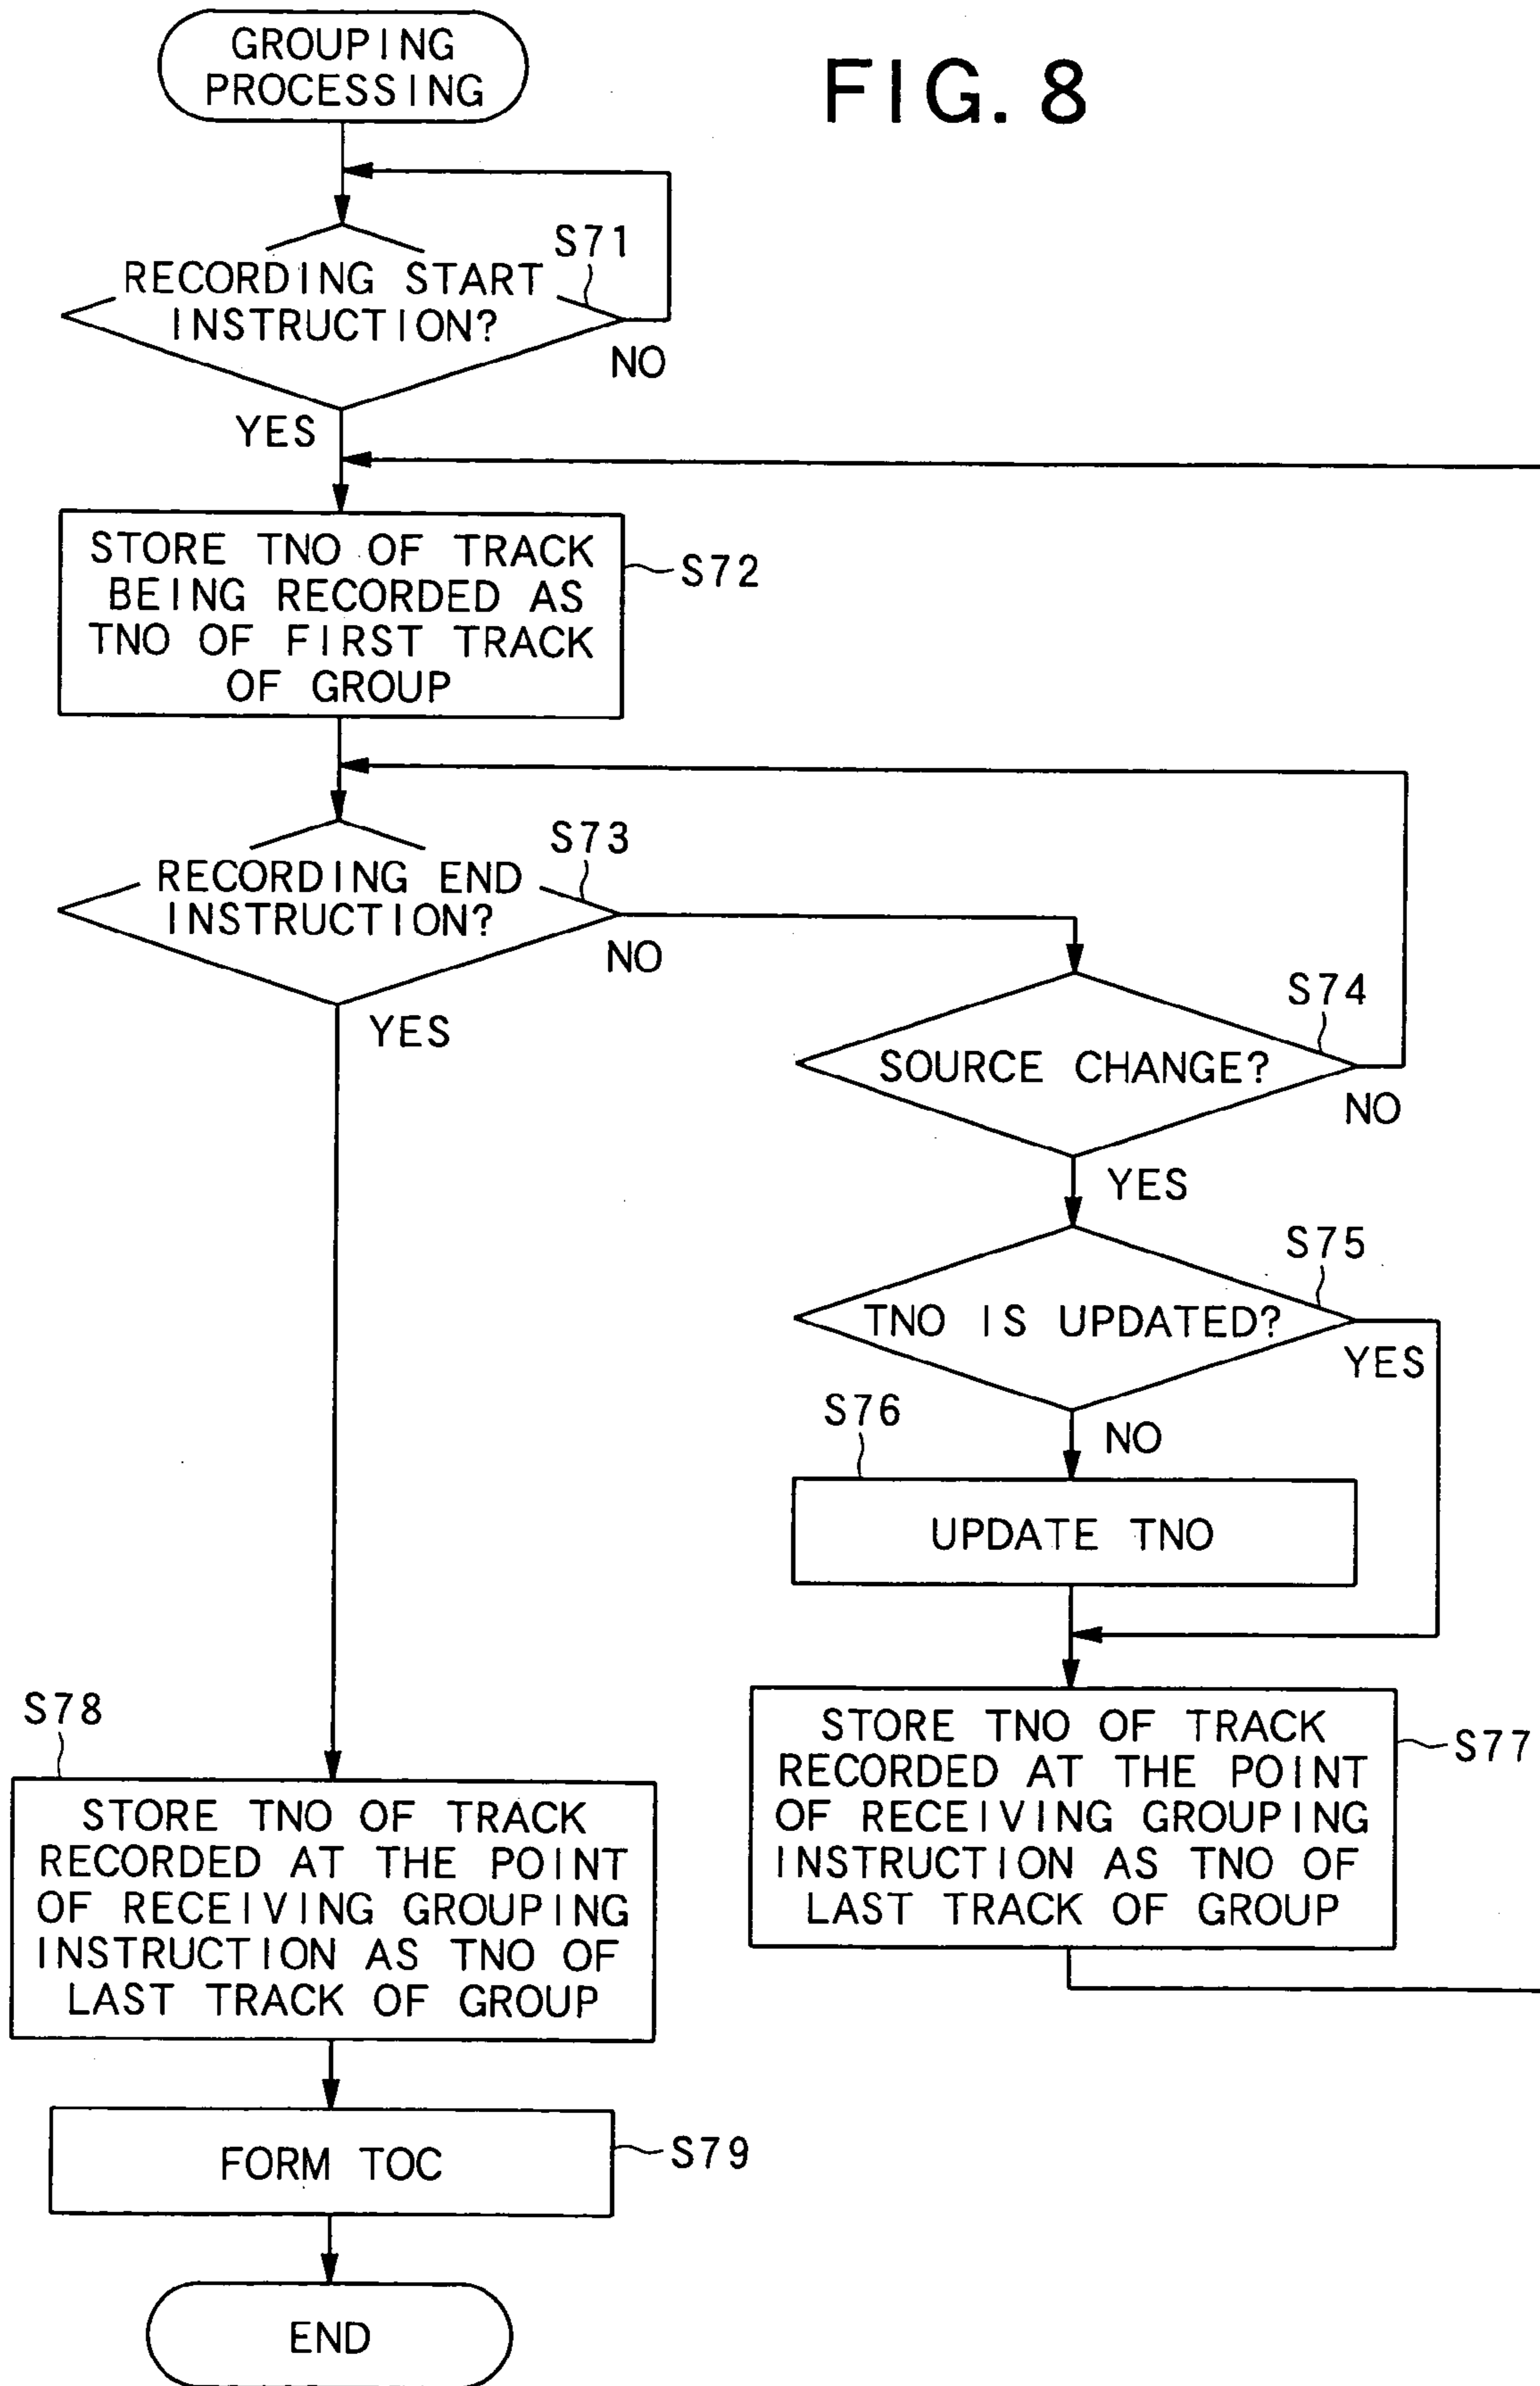 GROUPING
PROCESSING
FIG. 8
S71
RECORDING START
INSTRUCTION?
NO
YES
STORE TNO OF TRACK
BEING RECORDED AS
TNO OF FIRST TRACK
OF GROUP
S72
S73
RECORDING END
INSTRUCTION?
NO
YES
S74
SOURCE CHANGE?
NO
YES
S75
TNO IS UPDATED?
YES
NO
S76
UPDATE TNO
STORE TNO OF TRACK
RECORDED AT THE POINT
OF RECEIVING GROUPING
INSTRUCTION AS TNO OF
LAST TRACK OF GROUP
S77
S78
STORE TNO OF TRACK
RECORDED AT THE POINT
OF RECEIVING GROUPING
INSTRUCTION AS TNO OF
LAST TRACK OF GROUP
FORM TOC
S79
END